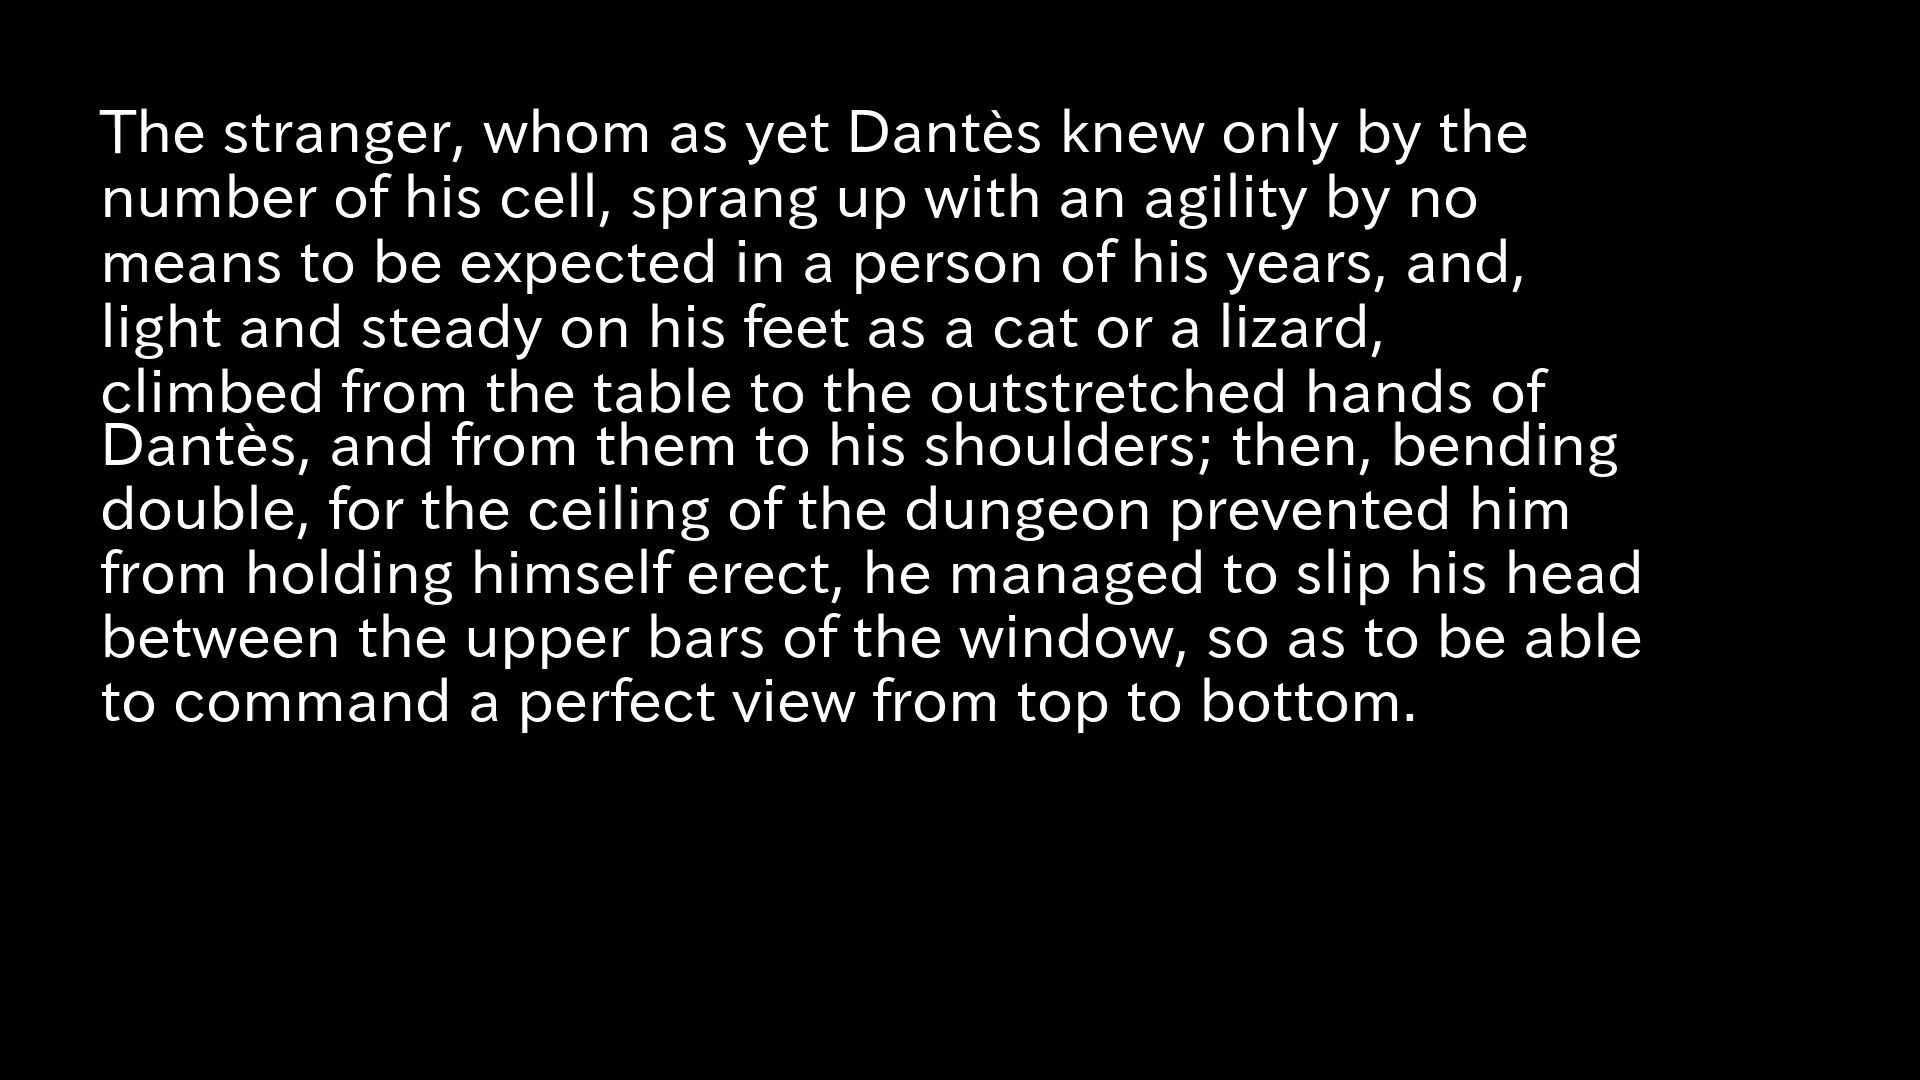 The stranger, whom as yet Dantès knew only by the
number of his cell, sprang up with an agility by no
means to be expected in a person of his years, and,
light and steady on his feet as a cat or a lizard,
climbed from the table to the outstretched hands of
Dantès, and from them to his shoulders; then, bending
double, for the ceiling of the dungeon prevented him
from holding himself erect, he managed to slip his head
between the upper bars of the window, so as to be able
to command a perfect view from top to bottom.